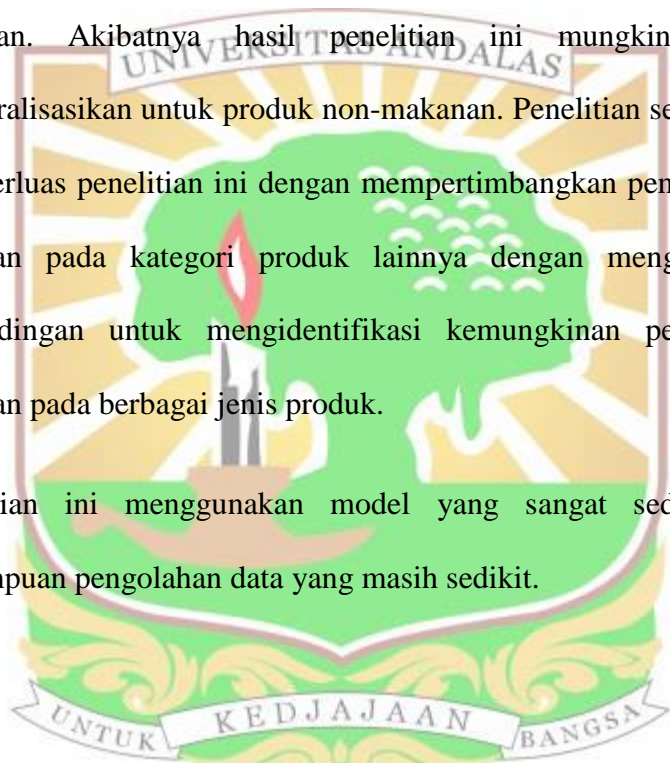 an. Akibatnya hasil penelitian ini mungkin
UNIVERSITAS ANDALAS
ralisasikan untuk produk non-makanan. Penelitian se
erluas penelitian ini dengan mempertimbangkan pen
an pada kategori produk lainnya dengan meng
dingan untuk mengidentifikasi kemungkinan pe
an pada berbagai jenis produk.
ian ini menggunakan model yang sangat sed
puan pengolahan data yang masih sedikit.
UNTUK KEDJAJAAN BANGSA